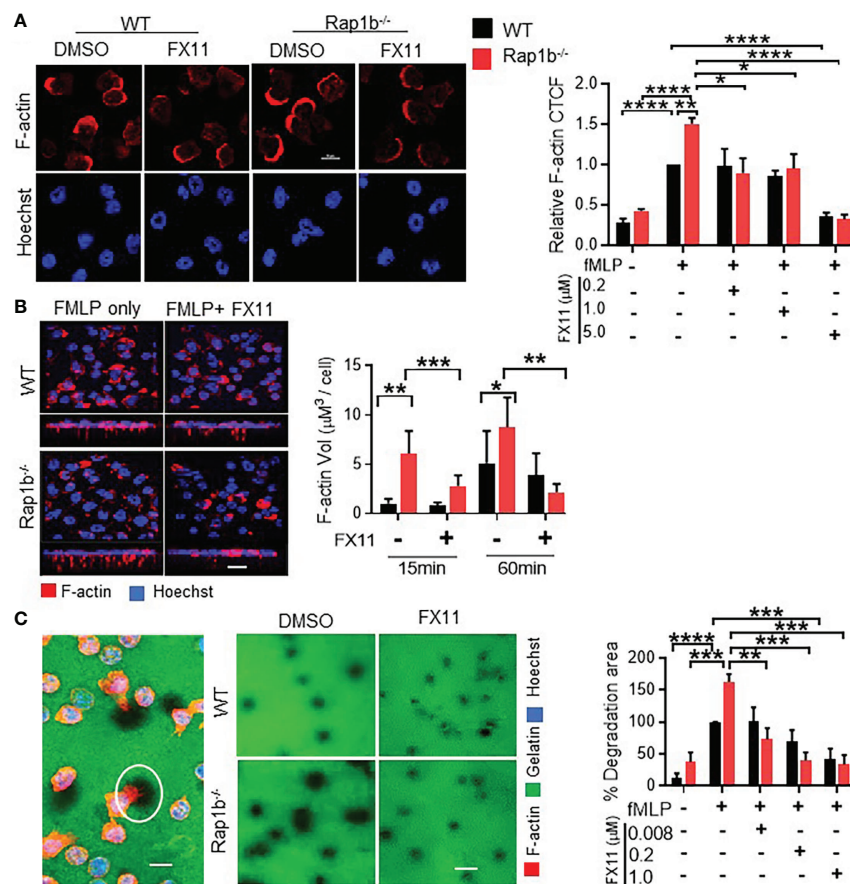 A
WT
Rap1b-/-
DMSO
FX11
DMSO
FX11
F-actin
Hoechst
WT
Rap1b-/-
Relative F-actin CTCF
2.0
1.5
1.0
0.5
0.0
****
****
*
*
****
**** **
fMLP - - + + + + + + + +
fMLP
- + + + +
FX11 (μM)
0.2 - - + - -
1.0 - - - + -
5.0 - - - - +
B
FMLP only
FMLP+ FX11
WT
Rap1b-/-
F-actin
Hoechst
F-actin Vol (μM³ / cell)
15
10
5
0
** *** * **
FX11 - + - +
15min
60min
C
DMSO
FX11
WT
Rap1b-/-
F-actin
Gelatin
Hoechst
% Degradation area
200
150
100
50
0
***
***
***
****
*** **
fMLP - + + + +
FX11 (μM)
0.008 - - + - -
0.2 - - - + -
1.0 - - - - +